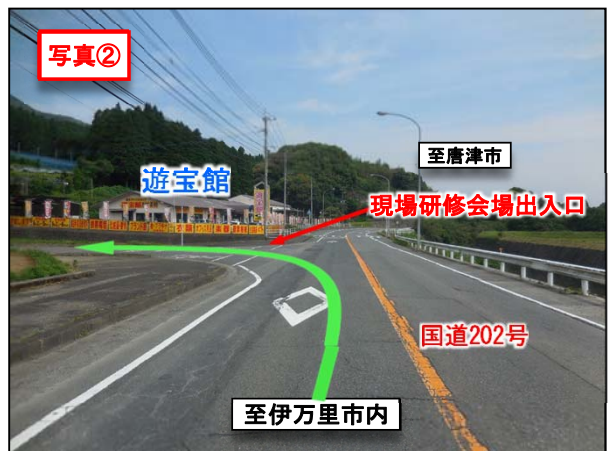 写真②
至唐津市
遊宝館
現場研修会場出入口
国道202号
至伊万里市内